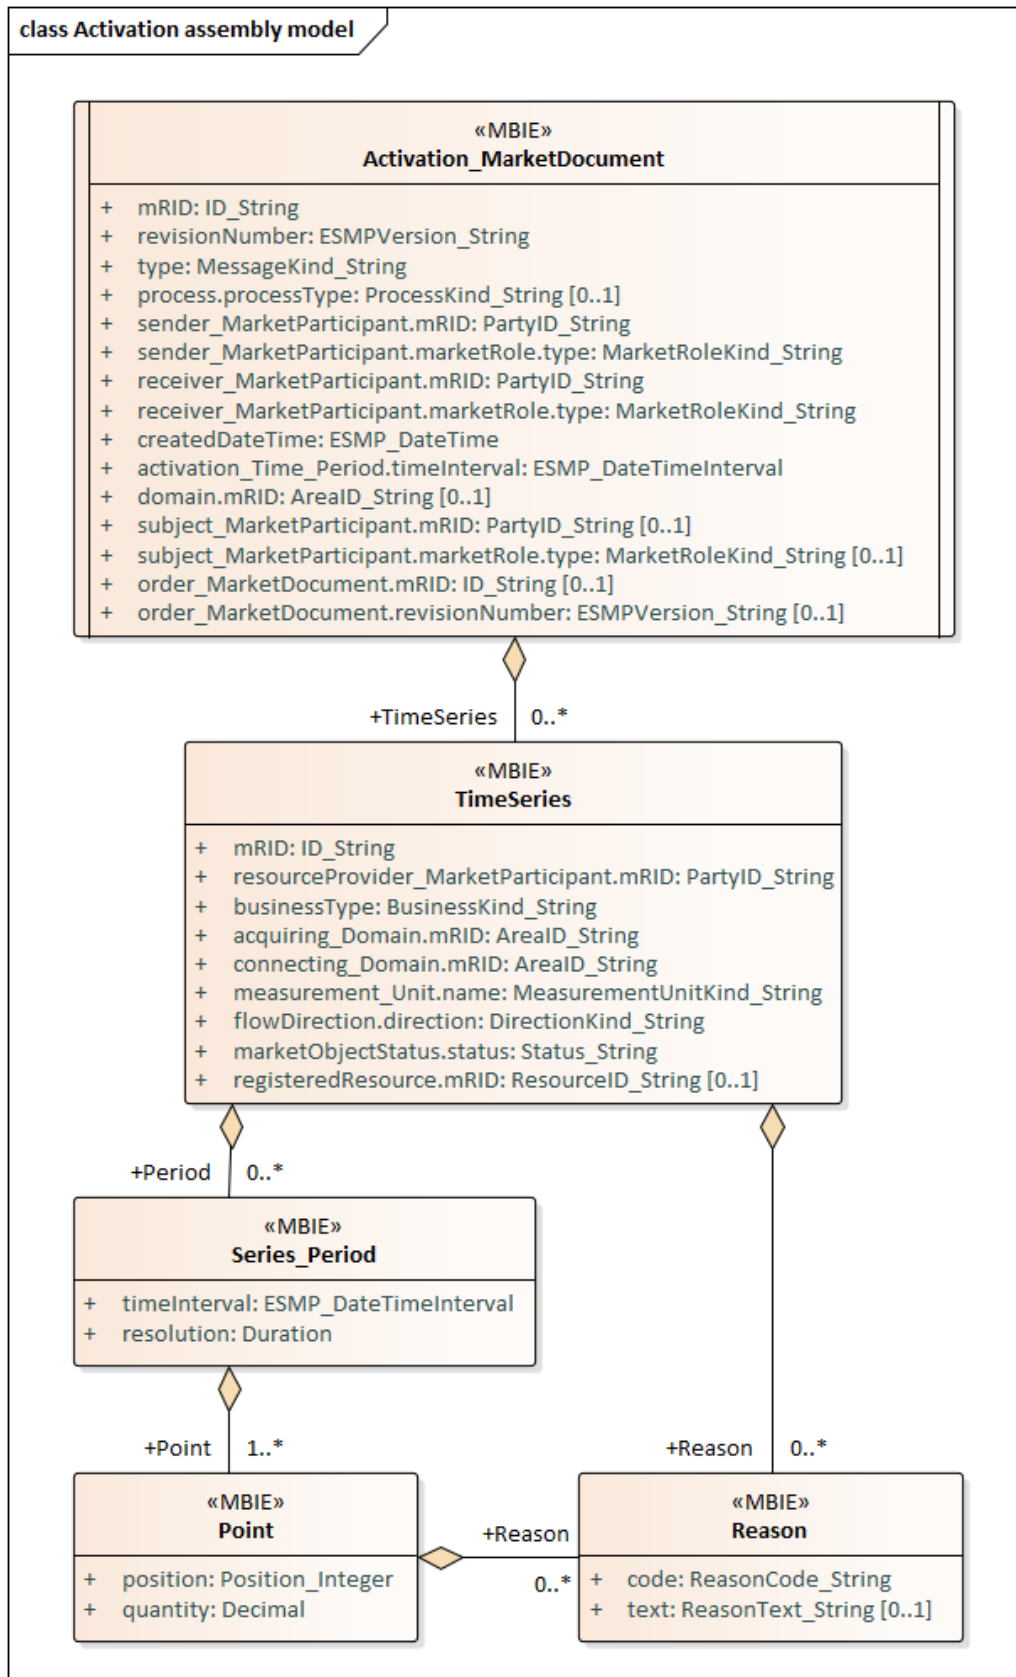 class Activation assembly model
«MBIE»
Activation_MarketDocument
+ mRID: ID_String
+ revisionNumber: ESMPVersion_String
+ type: MessageKind_String
+ process.processType: ProcessKind_String [0..1]
+ sender_MarketParticipant.mRID: PartyID_String
+ sender_MarketParticipant.marketRole.type: MarketRoleKind_String
+ receiver_MarketParticipant.mRID: PartyID_String
+ receiver_MarketParticipant.marketRole.type: MarketRoleKind_String
+ createdDateTime: ESMP_DateTime
+ activation_Time_Period.timeInterval: ESMP_DateTimeInterval
+ domain.mRID: AreaID_String [0..1]
+ subject_MarketParticipant.mRID: PartyID_String [0..1]
+ subject_MarketParticipant.marketRole.type: MarketRoleKind_String [0..1]
+ order_MarketDocument.mRID: ID_String [0..1]
+ order_MarketDocument.revisionNumber: ESMPVersion_String [0..1]
+TimeSeries 0..*
«MBIE»
TimeSeries
+ mRID: ID_String
+ resourceProvider_MarketParticipant.mRID: PartyID_String
+ businessType: BusinessKind_String
+ acquiring_Domain.mRID: AreaID_String
+ connecting_Domain.mRID: AreaID_String
+ measurement_Unit.name: MeasurementUnitKind_String
+ flowDirection.direction: DirectionKind_String
+ marketObjectStatus.status: Status_String
+ registeredResource.mRID: ResourceID_String [0..1]
+Period 0..*
«MBIE»
Series_Period
+ timeInterval: ESMP_DateTimeInterval
+ resolution: Duration
+Point 1..*
+Reason 0..*
«MBIE»
Point
+ position: Position_Integer
+ quantity: Decimal
+Reason
0..*
«MBIE»
Reason
+ code: ReasonCode_String
+ text: ReasonText_String [0..1]